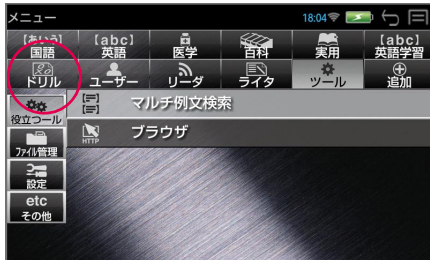 メニュー 18:04
【あいう】 【abc】 【abc】
国語 英語 医学 百科 実用 英語学習
ドリル ユーザー リーダ ライタ ツール 追加
役立つツール マルチ例文検索
HTTP ブラウザ
ファイル管理
設定
etc
その他